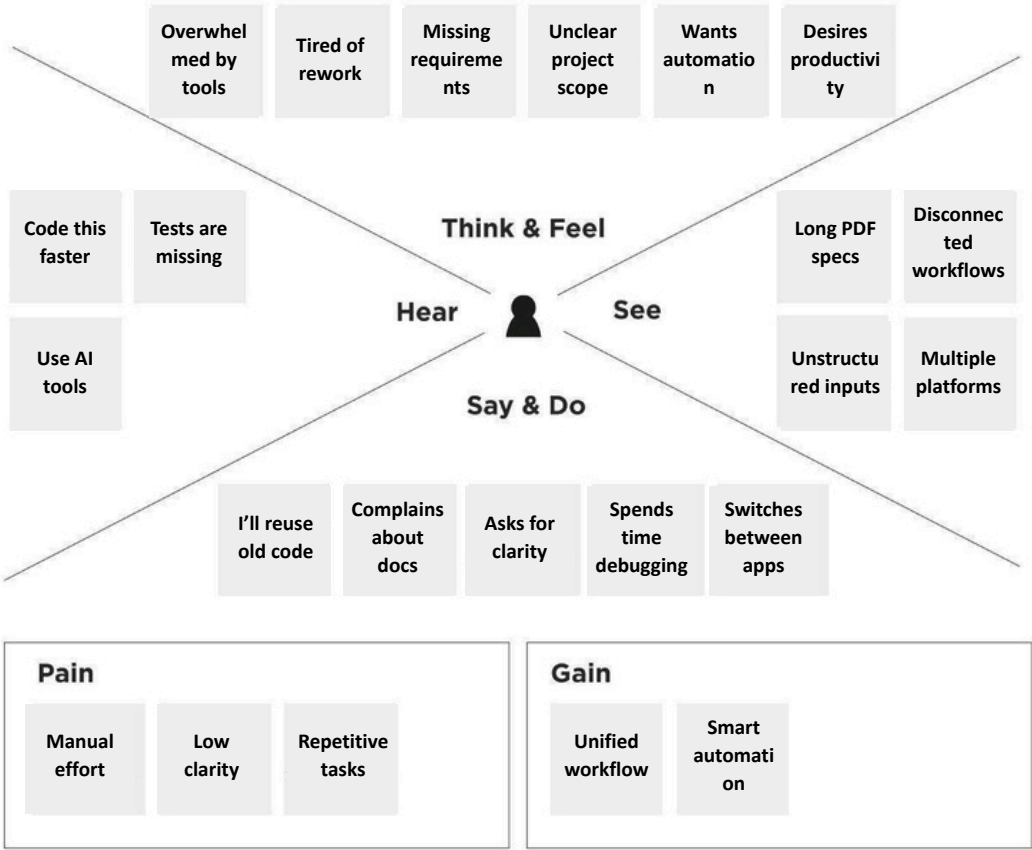 Overwhel
med by
tools
Tired of
rework
Missing
requireme
nts
Unclear
project
scope
Wants
automatio
n
Desires
productivi
ty
Code this
faster
Tests are
missing
Use AI
tools
Think & Feel
Hear
See
Say & Do
Long PDF
specs
Disconnec
ted
workflows
Unstructu
red inputs
Multiple
platforms
I’ll reuse
old code
Complains
about
docs
Asks for
clarity
Spends
time
debugging
Switches
between
apps
Pain
Manual
effort
Low
clarity
Repetitive
tasks
Gain
Unified
workflow
Smart
automati
on